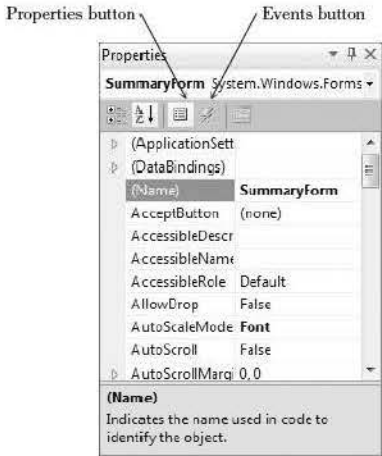 Properties button
Events button
Properties
SummaryForm System.Windows.Forms
(ApplicationSett
(DataBindings)
(Name) SummaryForm
AcceptButton (none)
AccessibleDescr
AccessibleName
AccessibleRole Default
AllowDrop False
AutoScaleMode Font
AutoScroll False
AutoScrollMargi 0, 0
(Name)
Indicates the name used in code to
identify the object.